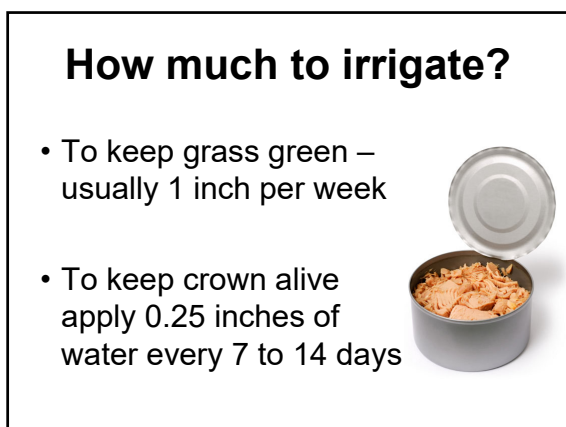 How much to irrigate?
• To keep grass green –
usually 1 inch per week
• To keep crown alive
apply 0.25 inches of
water every 7 to 14 days